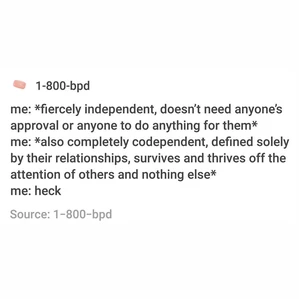 1-800-bpd
me: *fiercely independent, doesn’t need anyone’s
approval or anyone to do anything for them*
me: *also completely codependent, defined solely
by their relationships, survives and thrives off the
attention of others and nothing else*
me: heck
Source: 1-800-bpd